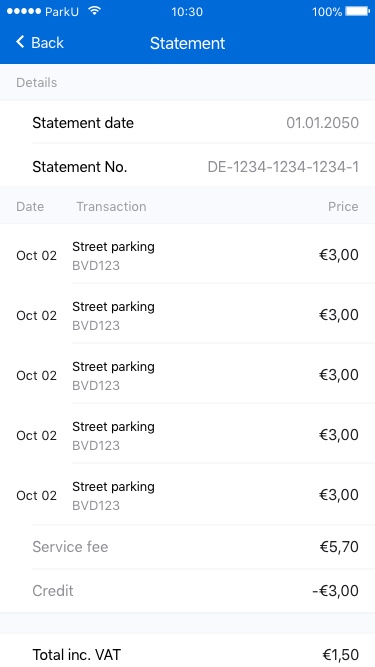 ParkU 10:30 100%
Back Statement
Details
Statement date 01.01.2050
Statement No. DE-1234-1234-1234-1
Date Transaction Price
Oct 02 Street parking €3,00
BVD123
Oct 02 Street parking €3,00
BVD123
Oct 02 Street parking €3,00
BVD123
Oct 02 Street parking €3,00
BVD123
Oct 02 Street parking €3,00
BVD123
Service fee €5,70
Credit -€3,00
Total inc. VAT €1,50